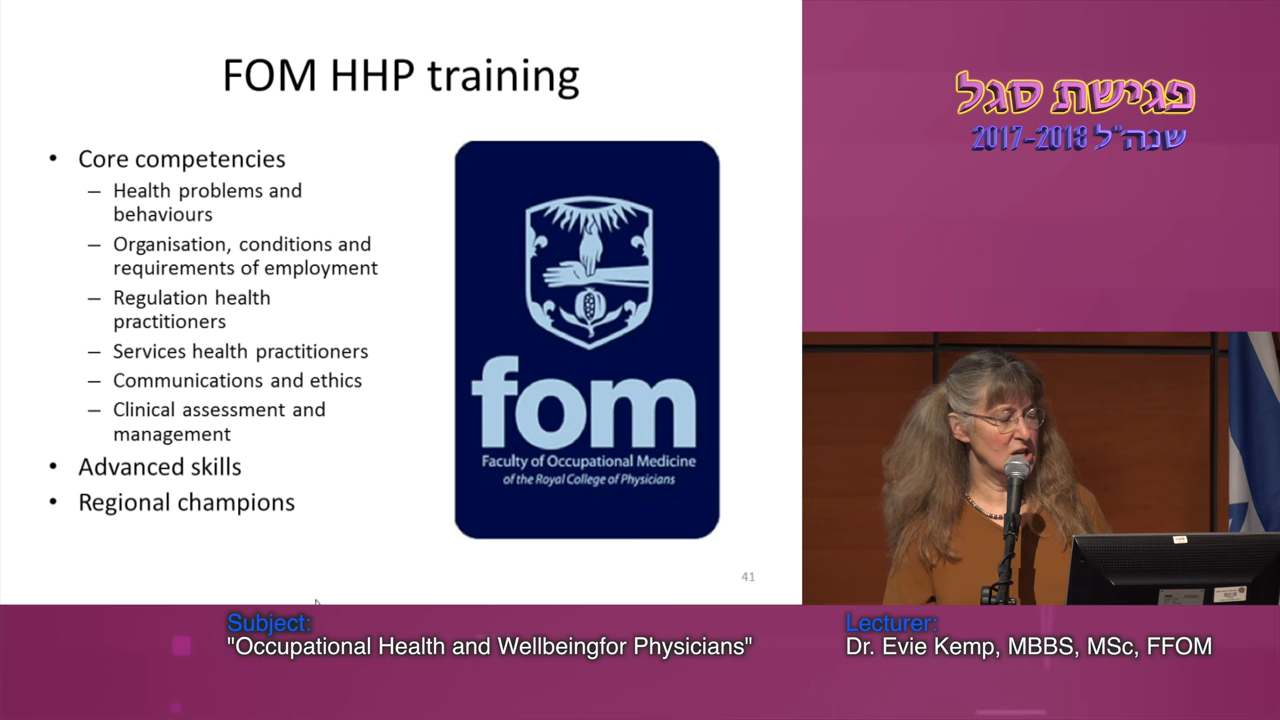 FOM HHP training
• Core competencies
– Health problems and
behaviours
– Organisation, conditions and
requirements of employment
– Regulation health
practitioners
– Services health practitioners
– Communications and ethics
– Clinical assessment and
management
• Advanced skills
• Regional champions
fom
Faculty of Occupational Medicine
of the Royal College of Physicians
41
פגישת סגל
שנה"ל 2017-2018
Subject:
"Occupational Health and Wellbeingfor Physicians"
Lecturer:
Dr. Evie Kemp, MBBS, MSc, FFOM